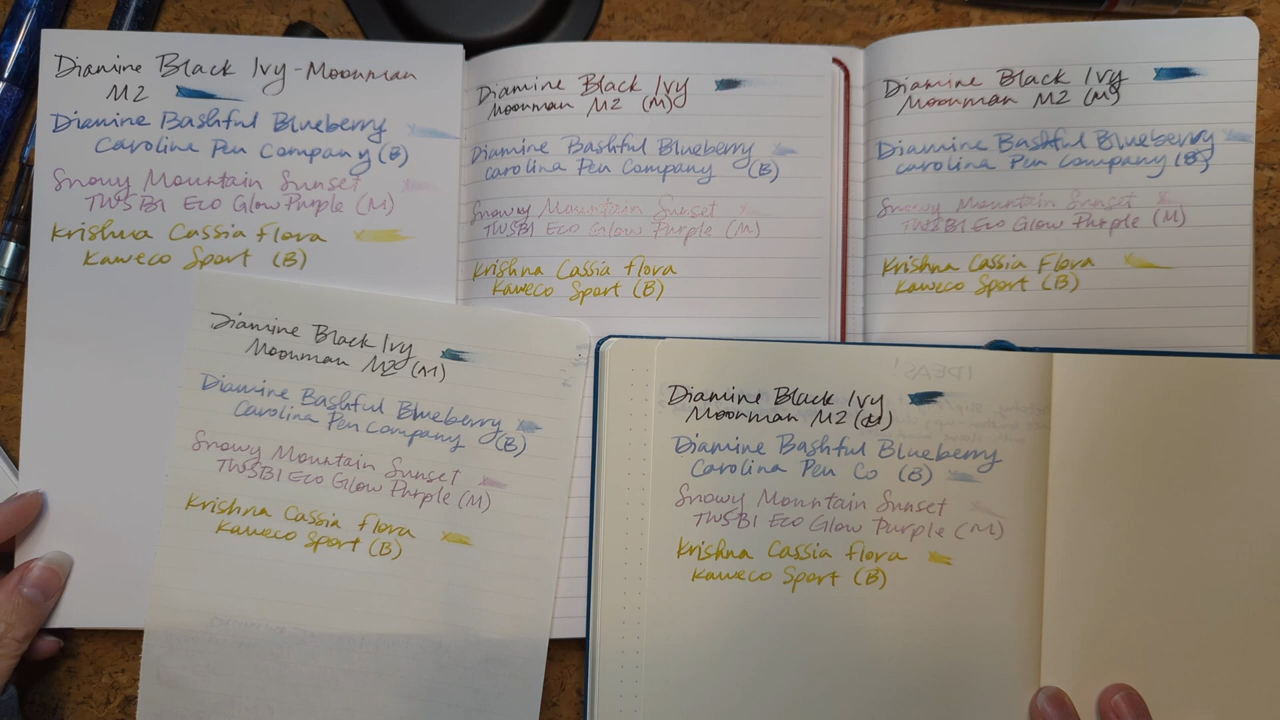 Diamine Black Ivy - Moonman
M2
Diamine Bashful Blueberry
Carolina Pen Company (B)
Snowy Mountain Sunset
TWSBI Eco Glow Purple (M)
Krishna Cassia Flora
Kaweco Sport (B)
Diamine Black Ivy
Moonman M2 (M)
Diamine Bashful Blueberry
Carolina Pen Company (B)
Snowy Mountain Sunset
TWSBI Eco Glow Purple (M)
Krishna Cassia Flora
Kaweco Sport (B)
Diamine Black Ivy
Moonman M2 (M)
Diamine Bashful Blueberry
Carolina Pen Company (B)
Snowy Mountain Sunset
TWSBI Eco Glow Purple (M)
Krishna Cassia Flora
Kaweco Sport (B)
Diamine Black Ivy
Moonman M2 (M)
Diamine Bashful Blueberry
Carolina Pen Company (B)
Snowy Mountain Sunset
TWSBI Eco Glow Purple (M)
Krishna Cassia Flora
Kaweco Sport (B)
IDEAS!
Diamine Black Ivy
Moonman M2 (M)
Diamine Bashful Blueberry
Carolina Pen Co (B)
Snowy Mountain Sunset
TWSBI Eco Glow Purple (M)
Krishna Cassia Flora
Kaweco Sport (B)